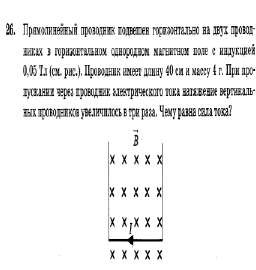 26. Прямолинейный проводник подвешен горизонтально на двух провод-
никах в горизонтальном однородном магнитном поле с индукцией
0,05 Тл (см. рис.). Проводник имеет длину 40 см и массу 4 г. При про-
пускании через проводник электрического тока натяжение вертикаль-
ных проводников увеличилось в три раза. Чему равна сила тока?
B
× × × × ×
× × × × ×
× × × × ×
I
× × × × ×